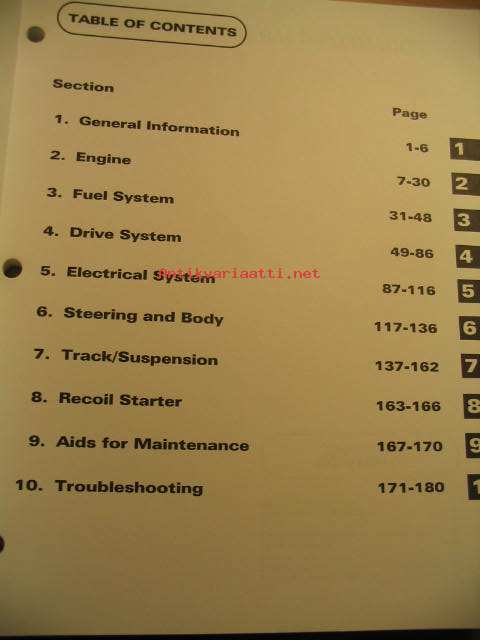 TABLE OF CONTENTS
Section Page
1. General Information 1-6 1
2. Engine 7-30 2
3. Fuel System 31-48 3
4. Drive System 49-86 4
5. Electrical System 87-116 5
Antikvariaatti.net
6. Steering and Body 117-136 6
7. Track/Suspension 137-162 7
8. Recoil Starter 163-166 8
9. Aids for Maintenance 167-170 9
10. Troubleshooting 171-180 1